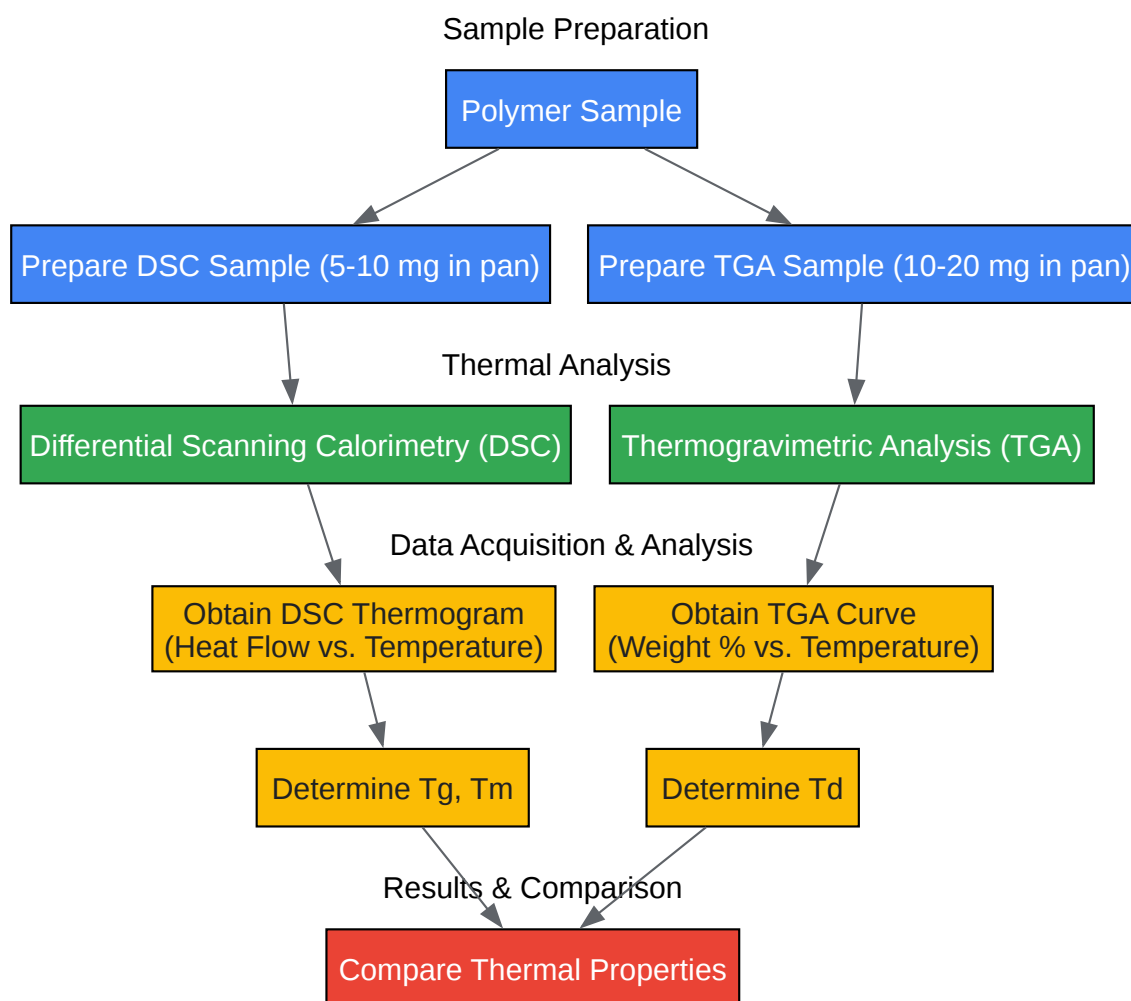 Sample Preparation
Polymer Sample
Prepare DSC Sample (5-10 mg in pan)
Prepare TGA Sample (10-20 mg in pan)
Thermal Analysis
Differential Scanning Calorimetry (DSC)
Thermogravimetric Analysis (TGA)
Data Acquisition & Analysis
Obtain DSC Thermogram
(Heat Flow vs. Temperature)
Obtain TGA Curve
(Weight % vs. Temperature)
Determine Tg, Tm
Determine Td
Results & Comparison
Compare Thermal Properties